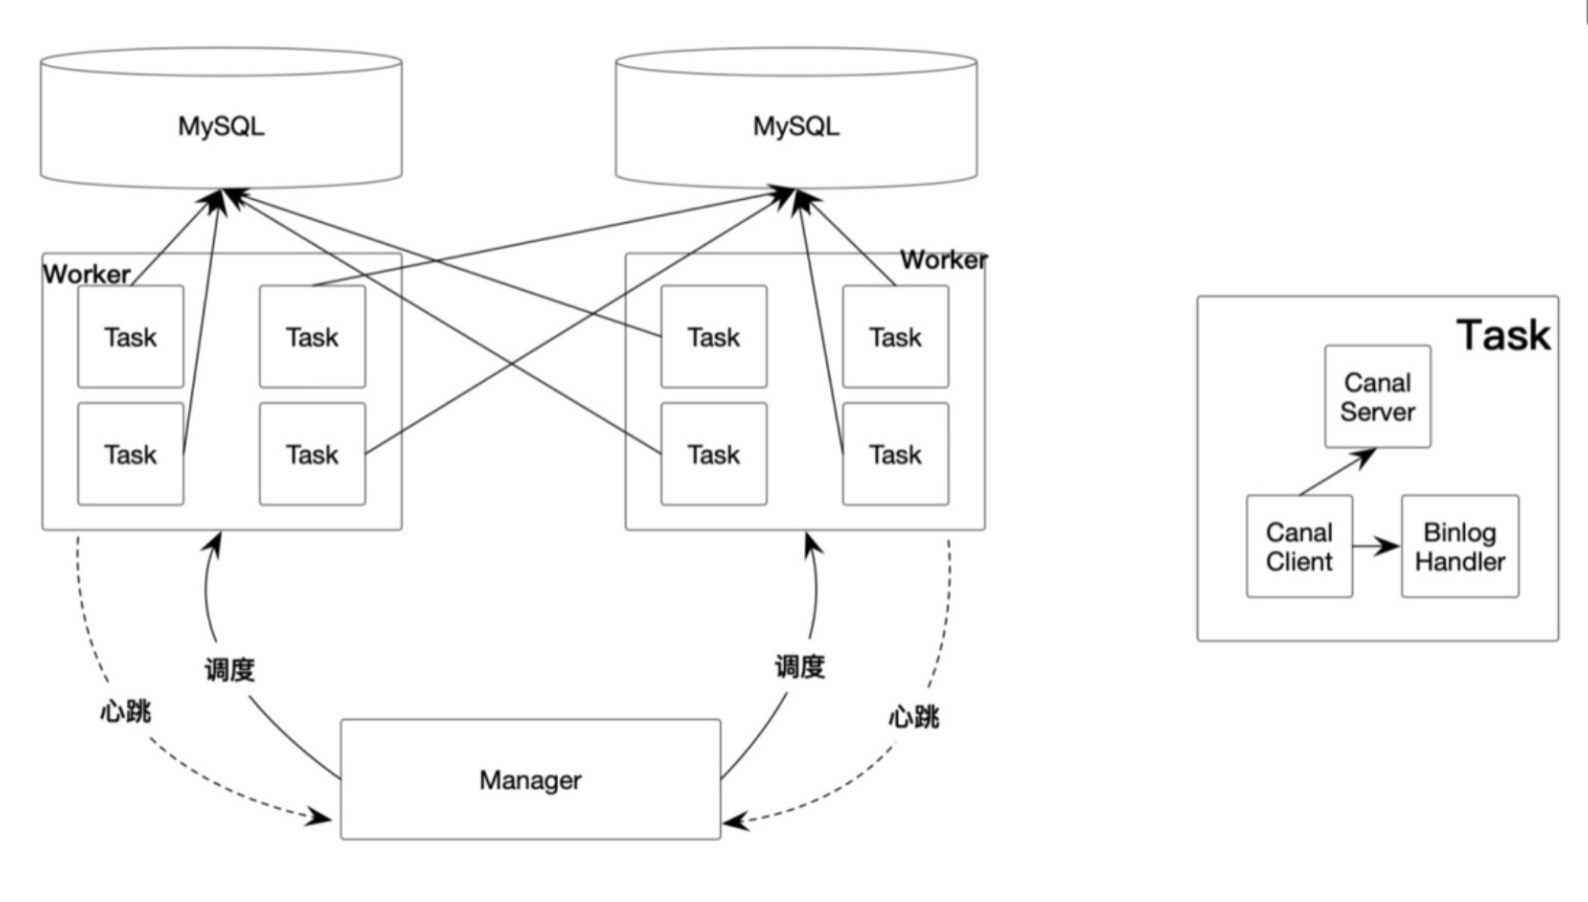 MySQL
MySQL
Worker
Worker
Task
Task
Task
Task
Task
Task
Task
Task
调度
调度
心跳
心跳
Manager
Task
Canal
Server
Canal
Client
Binlog
Handler